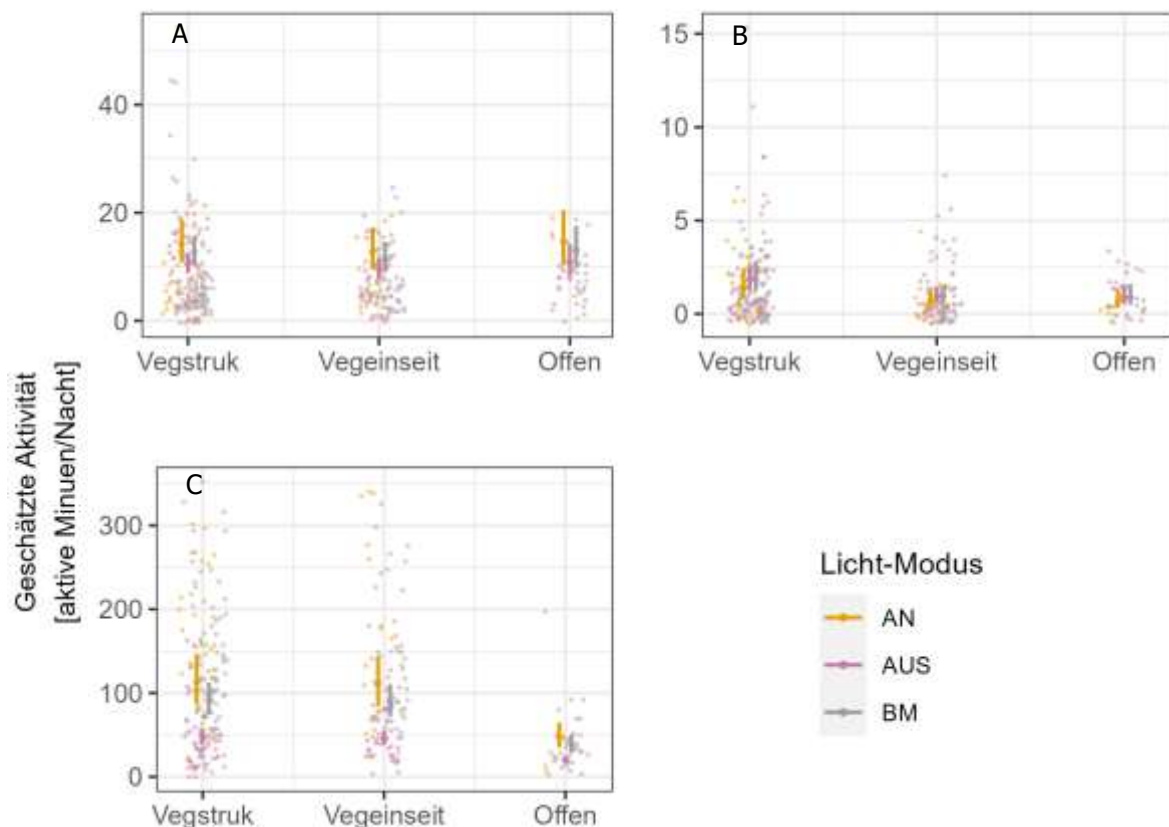 A
40
20
0
Vegstruk Vegeinseit Offen
B
15
10
5
0
Vegstruk Vegeinseit Offen
Geschätzte Aktivität
[aktive Minuen/Nacht]
C
300
200
100
0
Vegstruk Vegeinseit Offen
Licht-Modus
AN
AUS
BM